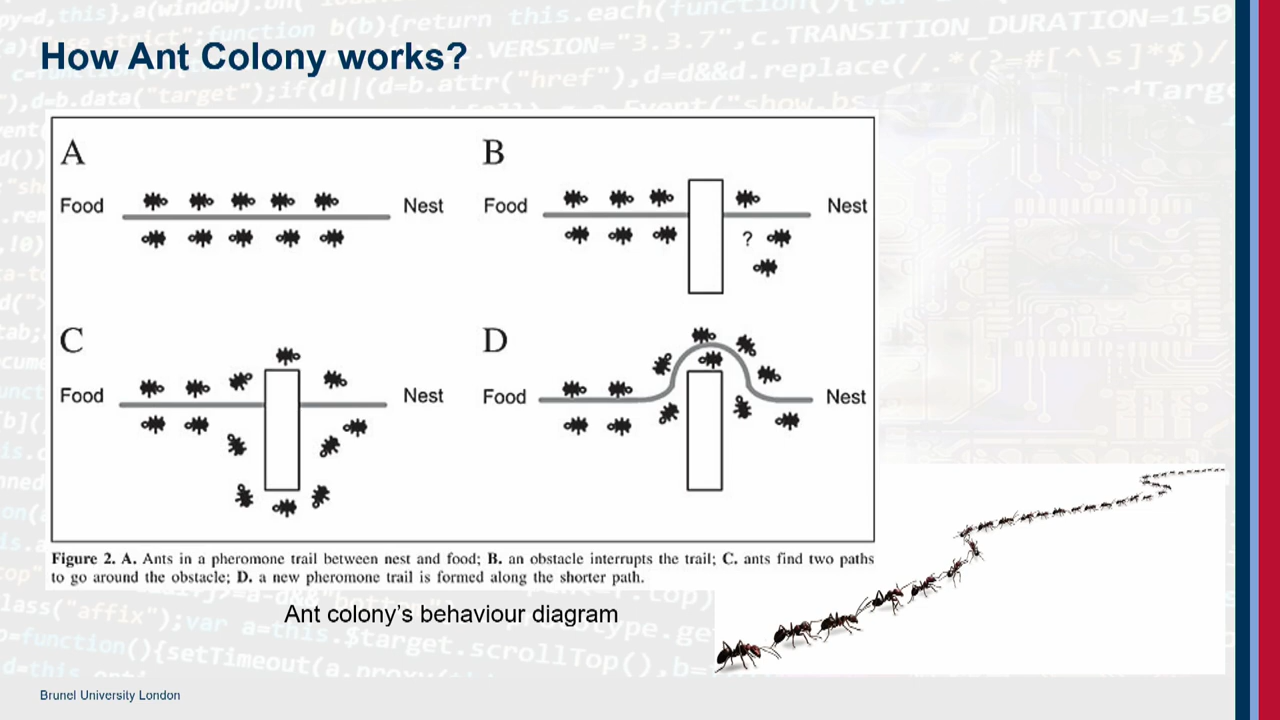 How Ant Colony works?
A
Food
Nest
B
Food
Nest
?
C
Food
Nest
D
Food
Nest
Figure 2. A. Ants in a pheromone trail between nest and food; B. an obstacle interrupts the trail; C. ants find two paths
to go around the obstacle; D. a new pheromone trail is formed along the shorter path.
Ant colony’s behaviour diagram
Brunel University London